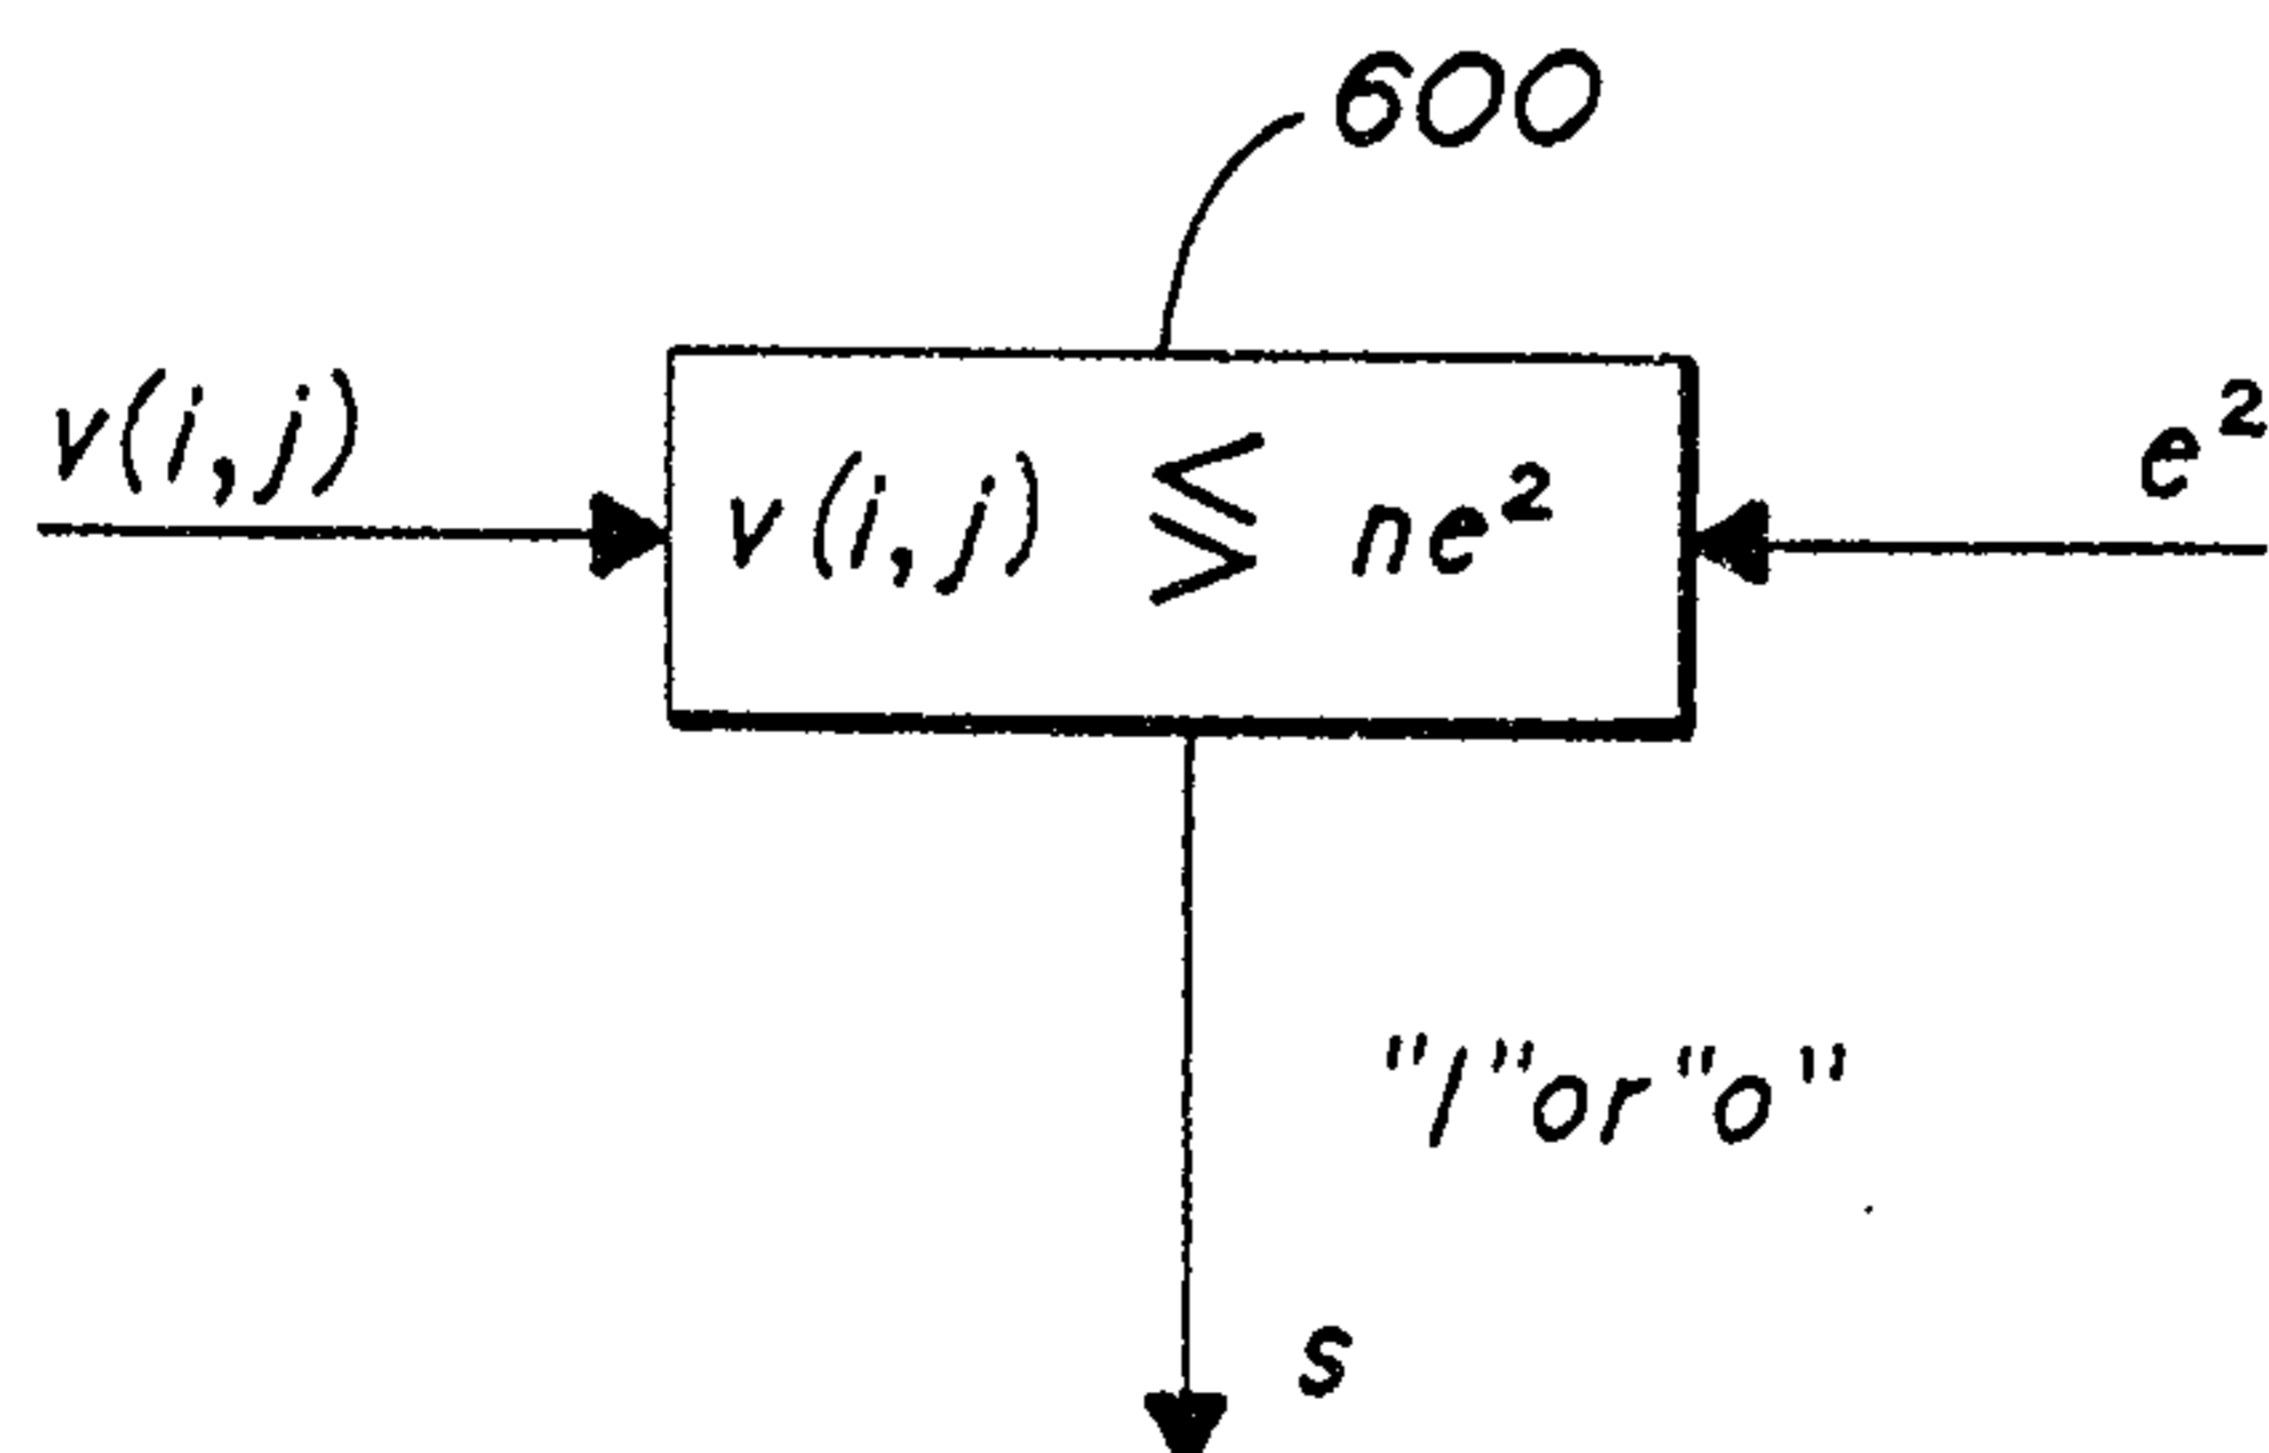 600
v(i,j)
v(i,j) ≶ ne²
e²
"1" or "0"
s